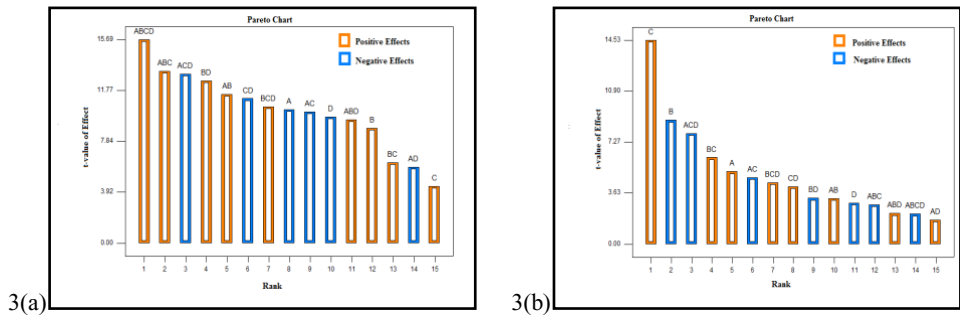 Pareto Chart
ABCD
15.69
Positive Effects
Negative Effects
ABC
ACD
BD
11.77
AB
CD
BCD
A
AC
D
ABD
B
7.84
BC
AD
3.92
C
0.00
t-value of Effect
1 2 3 4 5 6 7 8 9 10 11 12 13 14 15
Rank
3(a)
Pareto Chart
C
14.53
Positive Effects
Negative Effects
10.90
B
ACD
7.27
BC
A
AC
BCD
CD
3.63
BD
AB
D
ABC
ABD
ABCD
AD
0.00
t-value of Effect
1 2 3 4 5 6 7 8 9 10 11 12 13 14 15
Rank
3(b)